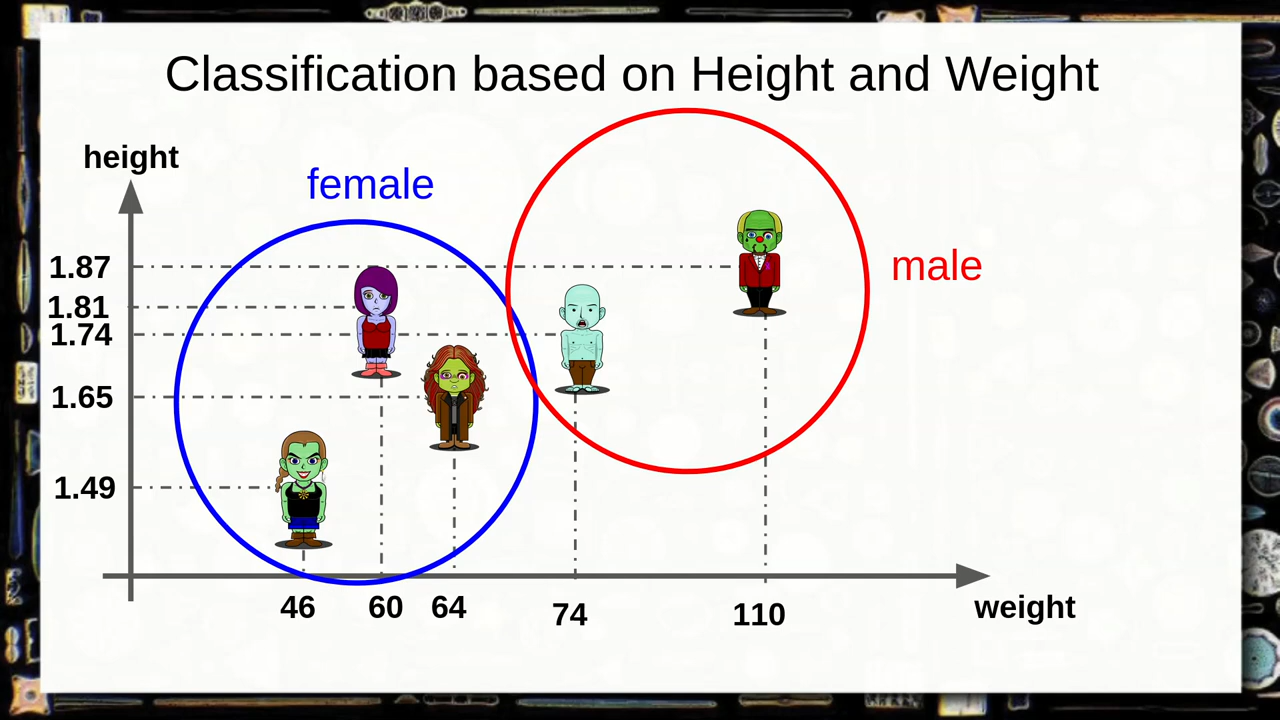 Classification based on Height and Weight
height
female
1.87
male
1.81
1.74
1.65
1.49
46
60
64
74
110
weight